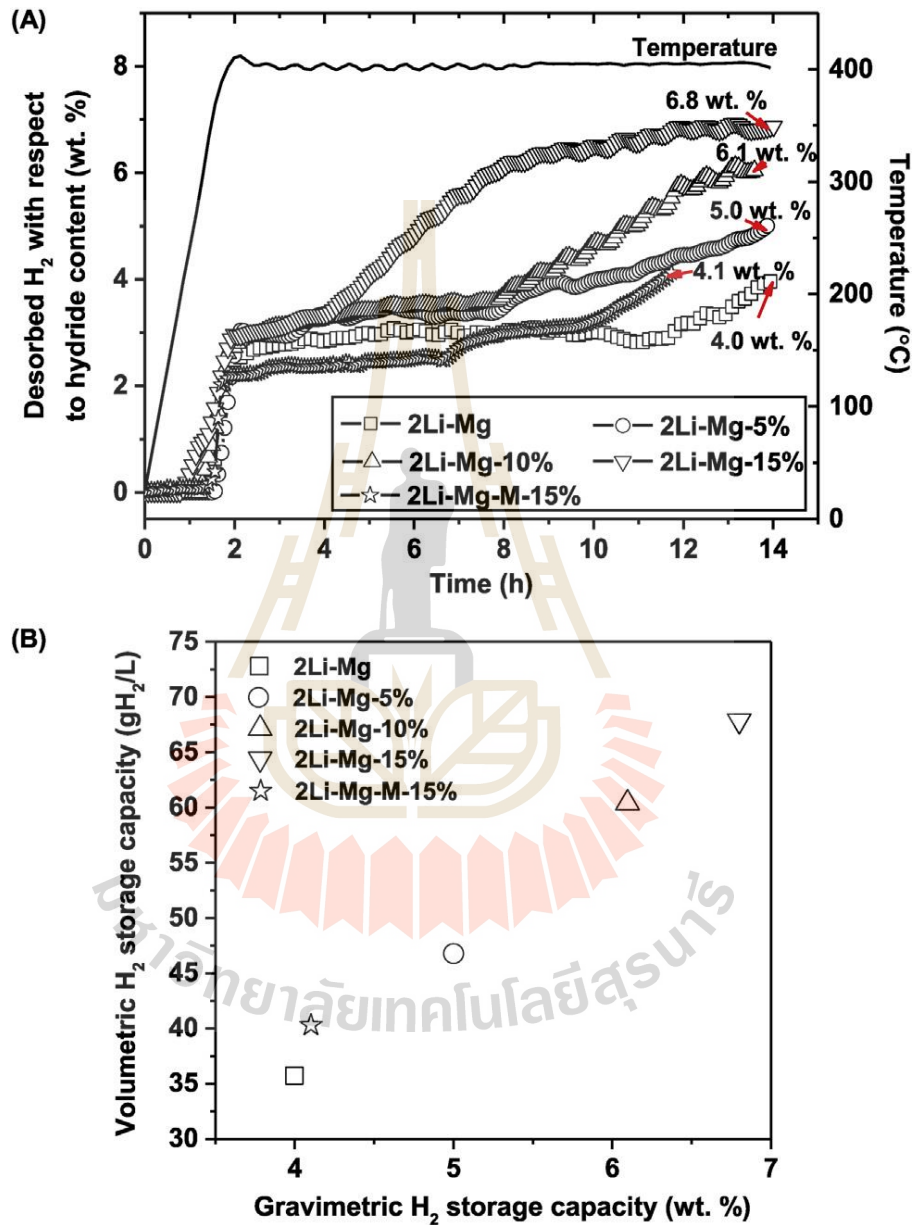 (A)
Desorbed H2 with respect
to hydride content (wt. %)
8
6
4
2
0
Temperature
6.8 wt. %
6.1 wt. %
5.0 wt. %
4.1 wt. %
4.0 wt. %
400
300
200
100
0
Temperature (°C)
2Li-Mg
2Li-Mg-5%
2Li-Mg-10%
2Li-Mg-15%
2Li-Mg-M-15%
0 2 4 6 8 10 12 14
Time (h)
(B)
Volumetric H2 storage capacity (gH2/L)
75
70
65
60
55
50
45
40
35
30
2Li-Mg
2Li-Mg-5%
2Li-Mg-10%
2Li-Mg-15%
2Li-Mg-M-15%
มหาวิทยาลัยเทคโนโลยีสุรนารี
4 5 6 7
Gravimetric H2 storage capacity (wt. %)